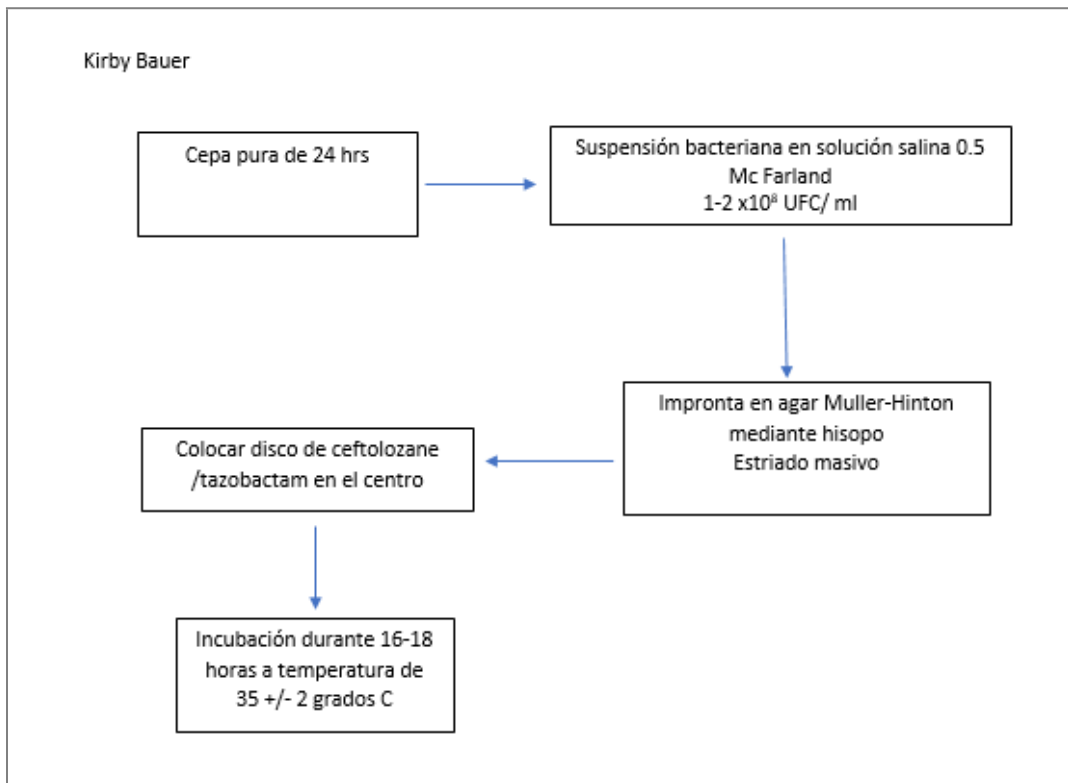 Kirby Bauer
Cepa pura de 24 hrs
Suspensión bacteriana en solución salina 0.5
Mc Farland
1-2 x10⁸ UFC/ ml
Impronta en agar Muller-Hinton
mediante hisopo
Estriado masivo
Colocar disco de ceftolozane
/tazobactam en el centro
Incubación durante 16-18
horas a temperatura de
35 +/- 2 grados C